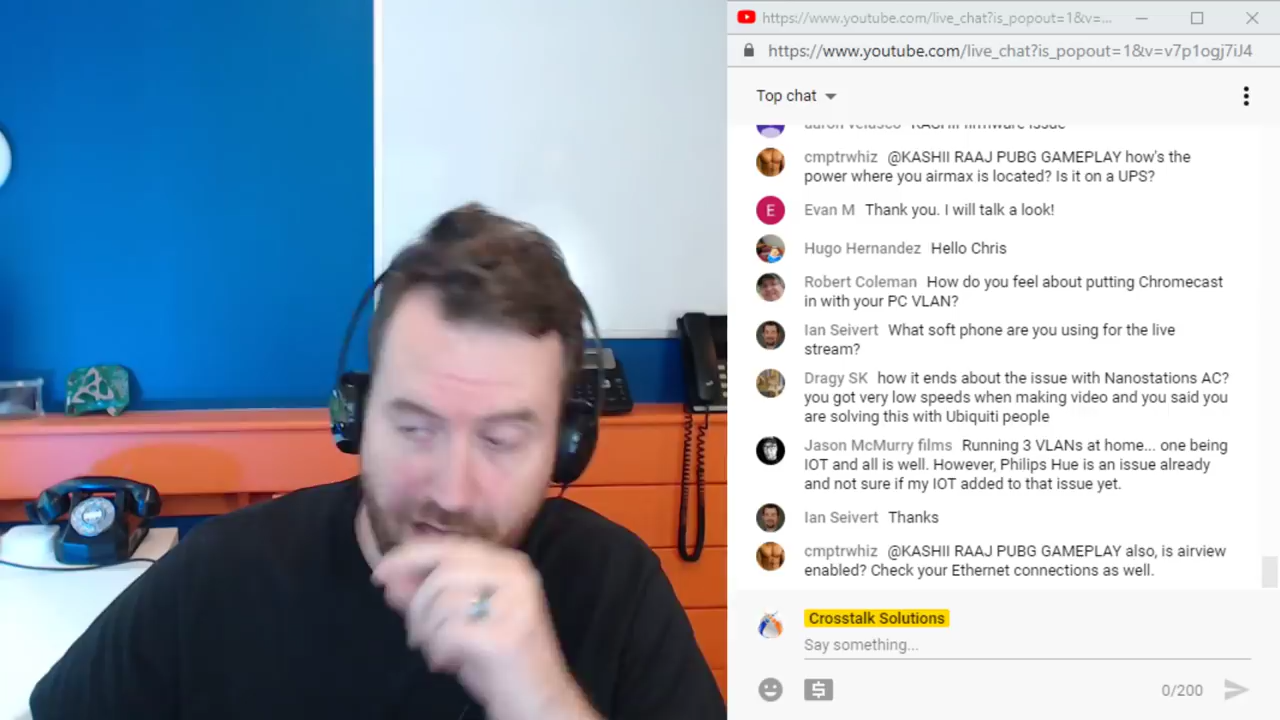 https://www.youtube.com/live_chat?is_popout=1&v=...
https://www.youtube.com/live_chat?is_popout=1&v=v7p1ogj7iJ4
Top chat
cmptrwhiz @KASHII RAAJ PUBG GAMEPLAY how's the
power where you airmax is located? Is it on a UPS?
E Evan M Thank you. I will talk a look!
Hugo Hernandez Hello Chris
Robert Coleman How do you feel about putting Chromecast
in with your PC VLAN?
Ian Seivert What soft phone are you using for the live
stream?
Dragy SK how it ends about the issue with Nanostations AC?
you got very low speeds when making video and you said you
are solving this with Ubiquiti people
Jason McMurry films Running 3 VLANs at home... one being
IOT and all is well. However, Philips Hue is an issue already
and not sure if my IOT added to that issue yet.
Ian Seivert Thanks
cmptrwhiz @KASHII RAAJ PUBG GAMEPLAY also, is airview
enabled? Check your Ethernet connections as well.
Crosstalk Solutions
Say something...
0/200